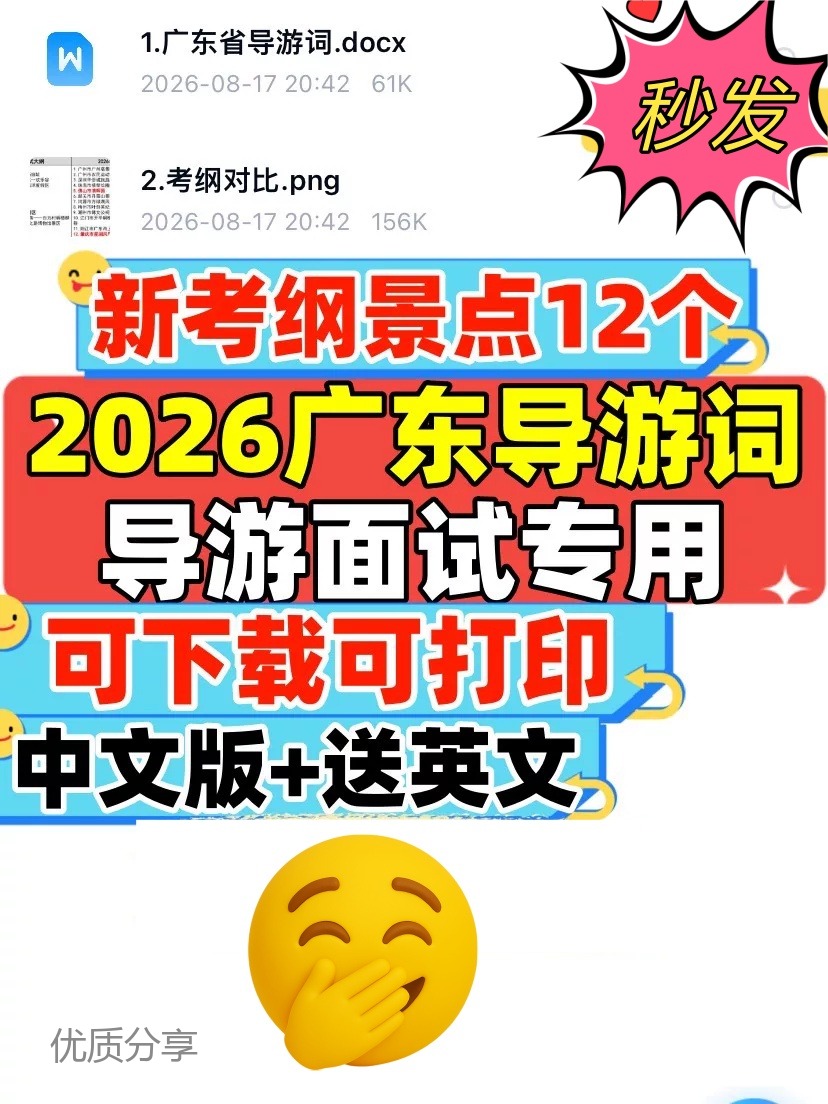 1.广东省导游词.docx
2026-08-17 20:42 61K
秒发
2.考纲对比.png
2026-08-17 20:42 156K
新考纲景点12个
2026广东导游词
导游面试专用
可下载可打印
中文版+送英文
优质分享